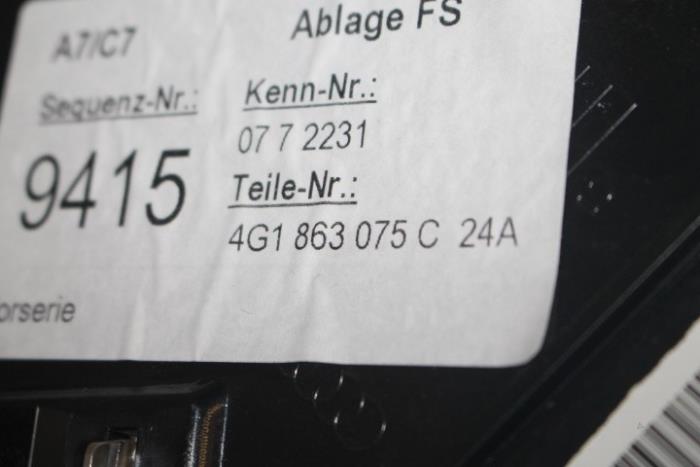 A7/C7 Ablage FS
Sequenz-Nr.: Kenn-Nr.:
07 7 2231
9415 Teile-Nr.:
4G1 863 075 C 24A
orserie